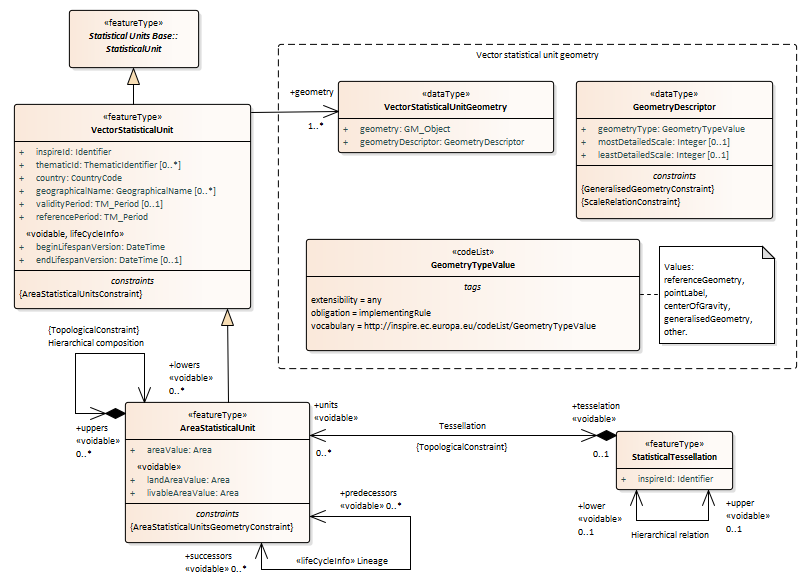 «featureType»
Statistical Units Base::
StatisticalUnit
Vector statistical unit geometry
«featureType»
VectorStatisticalUnit
+ inspireId: Identifier
+ thematicId: ThematicIdentifier [0..*]
+ country: CountryCode
+ geographicalName: GeographicalName [0..*]
+ validityPeriod: TM_Period [0..1]
+ referencePeriod: TM_Period
«voidable, lifeCycleInfo»
+ beginLifespanVersion: DateTime
+ endLifespanVersion: DateTime [0..1]
constraints
{AreaStatisticalUnitsConstraint}
+geometry
1..*
«dataType»
VectorStatisticalUnitGeometry
+ geometry: GM_Object
+ geometryDescriptor: GeometryDescriptor
«dataType»
GeometryDescriptor
+ geometryType: GeometryTypeValue
+ mostDetailedScale: Integer [0..1]
+ leastDetailedScale: Integer [0..1]
constraints
{GeneralisedGeometryConstraint}
{ScaleRelationConstraint}
«codeList»
GeometryTypeValue
tags
extensibility = any
obligation = implementingRule
vocabulary = http://inspire.ec.europa.eu/codeList/GeometryTypeValue
Values:
referenceGeometry,
pointLabel,
centerOfGravity,
generalisedGeometry,
other.
{TopologicalConstraint}
Hierarchical composition
+lowers
«voidable»
0..*
+uppers
«voidable»
0..*
«featureType»
AreaStatisticalUnit
+ areaValue: Area
«voidable»
+ landAreaValue: Area
+ livableAreaValue: Area
constraints
{AreaStatisticalUnitsGeometryConstraint}
+units
«voidable»
0..*
Tessellation
{TopologicalConstraint}
+tesselation
«voidable»
0..1
«featureType»
StatisticalTessellation
+ inspireId: Identifier
+lower
«voidable»
0..1
+upper
«voidable»
0..1
Hierarchical relation
+predecessors
«voidable» 0..*
+successors
«voidable» 0..*
«lifeCycleInfo» Lineage